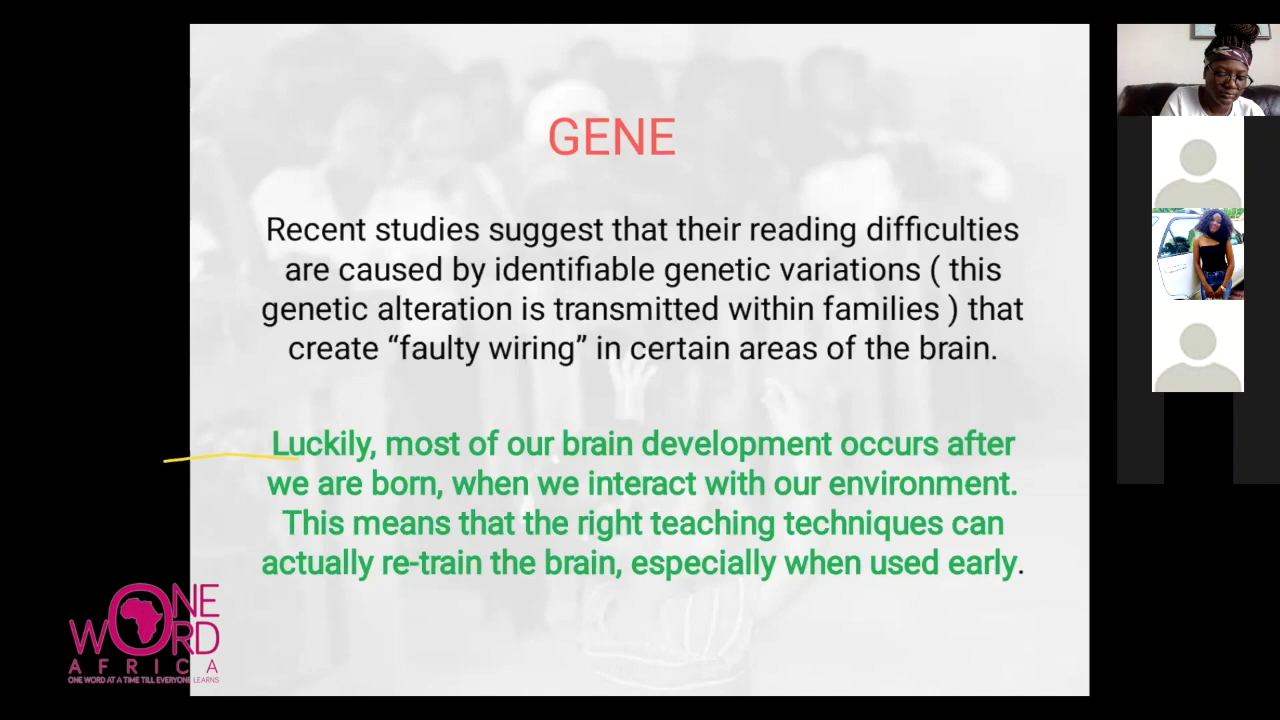 GENE
Recent studies suggest that their reading difficulties
are caused by identifiable genetic variations ( this
genetic alteration is transmitted within families ) that
create “faulty wiring” in certain areas of the brain.
Luckily, most of our brain development occurs after
we are born, when we interact with our environment.
This means that the right teaching techniques can
actually re-train the brain, especially when used early.
ONE
WORD
AFRICA
ONE WORD AT A TIME TILL EVERYONE LEARNS